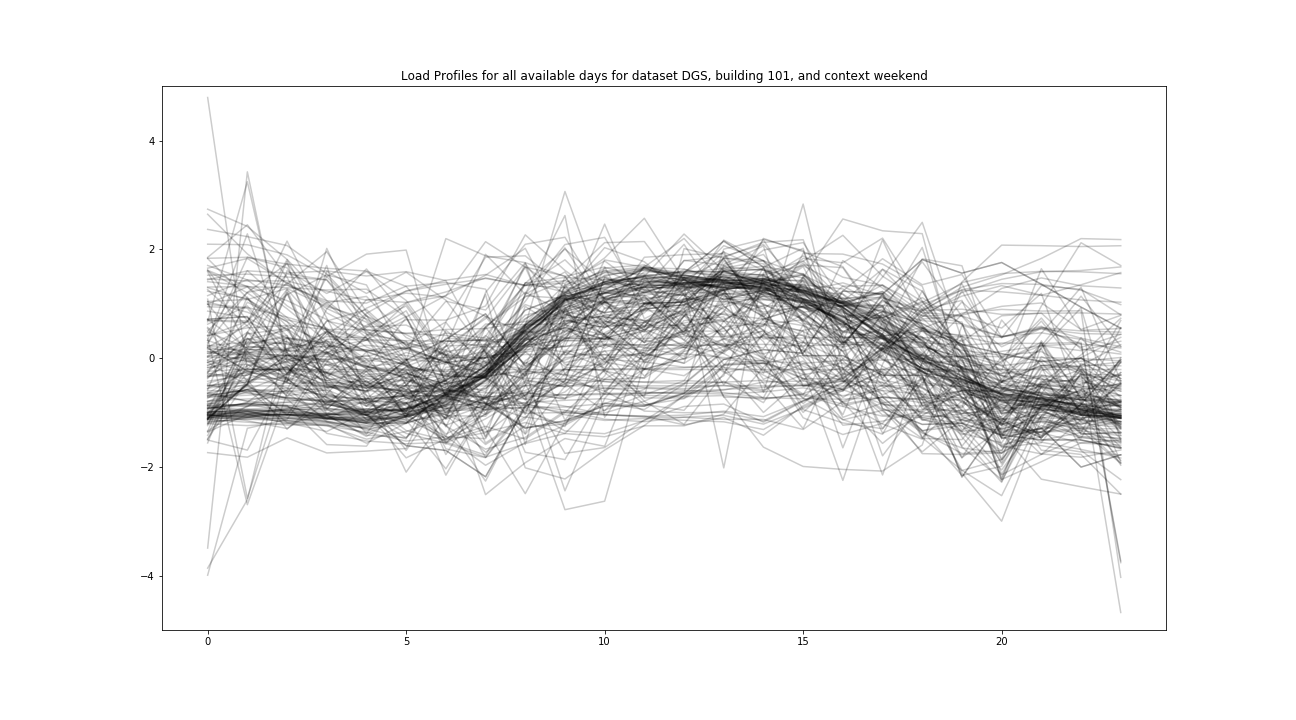 Load Profiles for all available days for dataset DGS, building 101, and context weekend
4
2
0
−2
−4
0 5 10 15 20